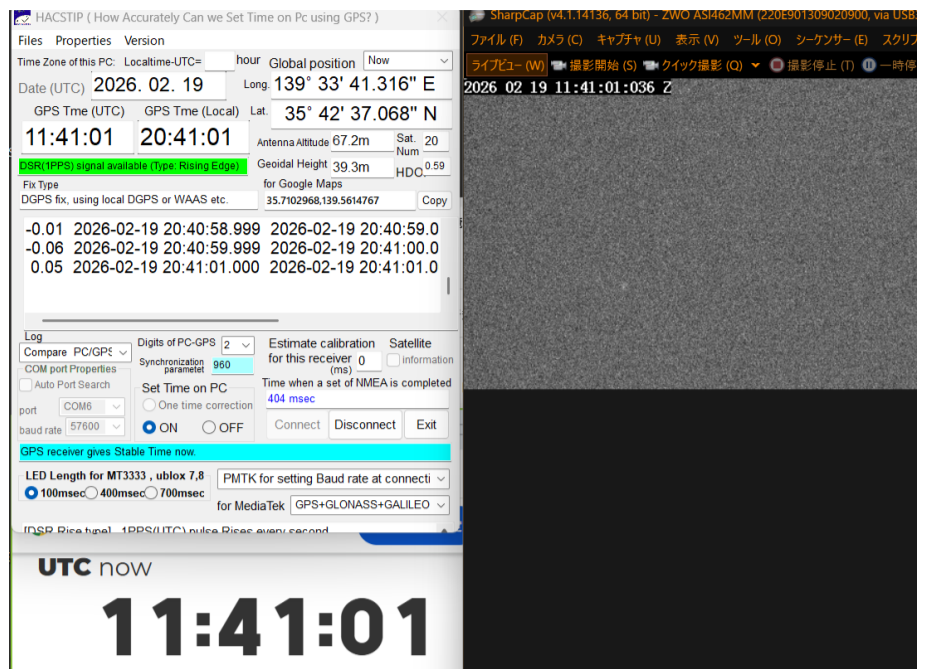 HACSTIP ( How Accurately Can we Set Time on Pc using GPS? )
Files Properties Version
Time Zone of this PC: Localtime-UTC= hour
Global position Now
Date (UTC) 2026. 02. 19
Long. 139° 33' 41.316" E
GPS Tme (UTC) GPS Tme (Local)
Lat. 35° 42' 37.068" N
11:41:01 20:41:01
Antenna Altitude 67.2m Sat. Num 20
DSR(1PPS) signal available (Type: Rising Edge)
Geoidal Height 39.3m HDO. 0.59
Fix Type
DGPS fix, using local DGPS or WAAS etc.
for Google Maps
35.7102968,139.5614767 Copy
-0.01 2026-02-19 20:40:58.999 2026-02-19 20:40:59.0
-0.06 2026-02-19 20:40:59.999 2026-02-19 20:41:00.0
0.05 2026-02-19 20:41:01.000 2026-02-19 20:41:01.0
Log
Compare PC/GPS
Digits of PC-GPS 2
Estimate calibration for this receiver (ms) 0
Satellite information
COM port Properties
Auto Port Search
port COM6
baud rate 57600
Synchronization parametet 960
Set Time on PC
One time correction
ON OFF
Time when a set of NMEA is completed
404 msec
Connect Disconnect Exit
GPS receiver gives Stable Time now.
LED Length for MT3333 , ublox 7,8
100msec 400msec 700msec
PMTK for setting Baud rate at connecti
for MediaTek GPS+GLONASS+GALILEO
[DSR Rise type] 1PPS(UTC) pulse Rises every second
UTC now
11:41:01
SharpCap (v4.1.14136, 64 bit) - ZWO ASI462MM (220E901309020900, via USB
ファイル (F) カメラ (C) キャプチャ (U) 表示 (V) ツール (O) シーケンサー (E) スクリプ
ライブビュー (W) 撮影開始 (S) クイック撮影 (Q) 撮影停止 (T) 一時停
2026 02 19 11:41:01:036 Z